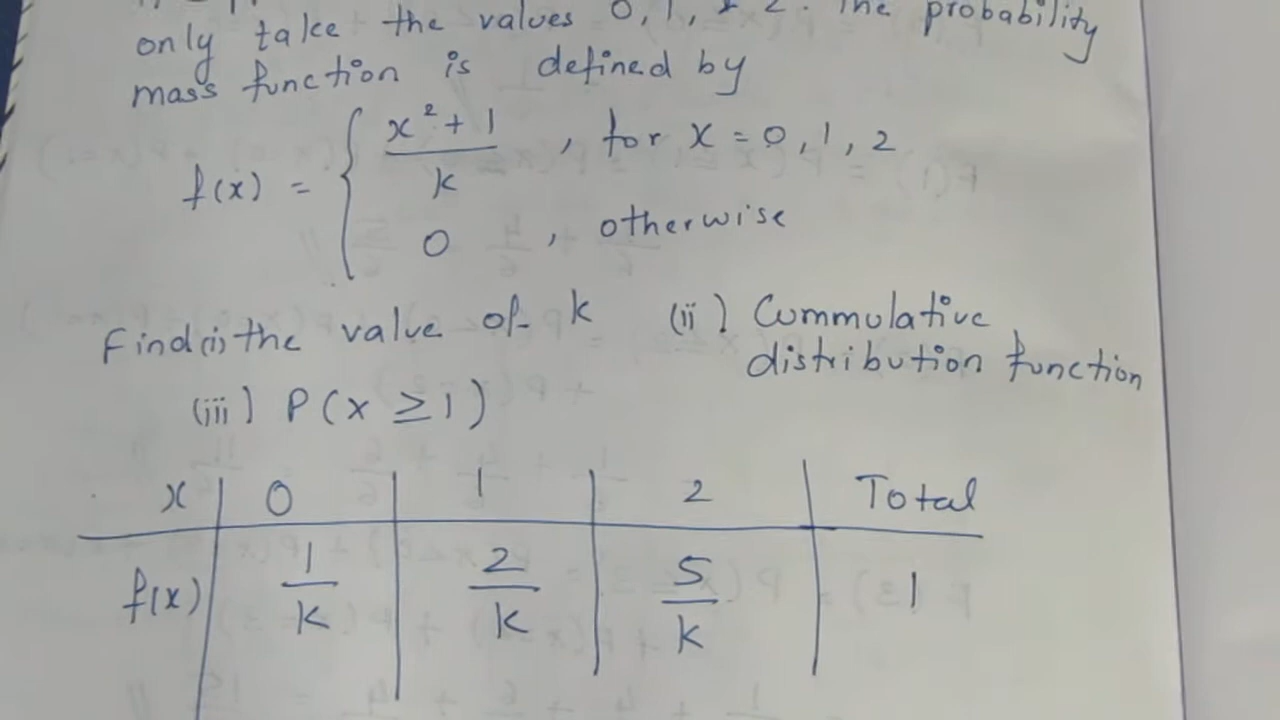 only take the values 0, 1, & 2. The probability
mass function is defined by
f(x) = { x² + 1 / k , for x = 0, 1, 2
0 , otherwise
Find (i) the value of k (ii) Cummulative
distribution function
(iii) P(x ≥ 1)
x | 0 | 1 | 2 | Total
f(x) | 1/k | 2/k | 5/k | 1